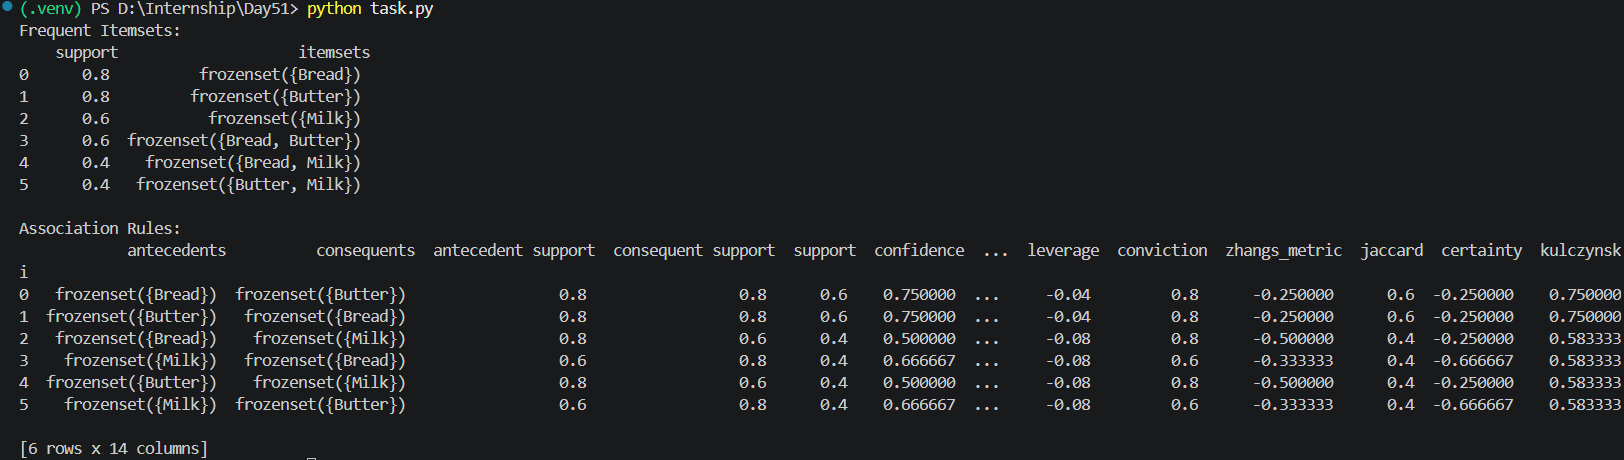 (.venv) PS D:\Internship\Day51> python task.py
Frequent Itemsets:
   support                   itemsets
0      0.8         frozenset({Bread})
1      0.8        frozenset({Butter})
2      0.6          frozenset({Milk})
3      0.6  frozenset({Bread, Butter})
4      0.4    frozenset({Bread, Milk})
5      0.4   frozenset({Butter, Milk})
Association Rules:
           antecedents          consequents  antecedent support  consequent support  support  confidence  ...  leverage  conviction  zhangs_metric  jaccard  certainty  kulczynsk
i
0   frozenset({Bread})  frozenset({Butter})                 0.8                 0.8      0.6    0.750000  ...     -0.04         0.8      -0.250000      0.6  -0.250000   0.750000
1  frozenset({Butter})   frozenset({Bread})                 0.8                 0.8      0.6    0.750000  ...     -0.04         0.8      -0.250000      0.6  -0.250000   0.750000
2   frozenset({Bread})    frozenset({Milk})                 0.8                 0.6      0.4    0.500000  ...     -0.08         0.8      -0.500000      0.4  -0.250000   0.583333
3    frozenset({Milk})   frozenset({Bread})                 0.6                 0.8      0.4    0.666667  ...     -0.08         0.6      -0.333333      0.4  -0.666667   0.583333
4  frozenset({Butter})    frozenset({Milk})                 0.8                 0.6      0.4    0.500000  ...     -0.08         0.8      -0.500000      0.4  -0.250000   0.583333
5    frozenset({Milk})  frozenset({Butter})                 0.6                 0.8      0.4    0.666667  ...     -0.08         0.6      -0.333333      0.4  -0.666667   0.583333
[6 rows x 14 columns]